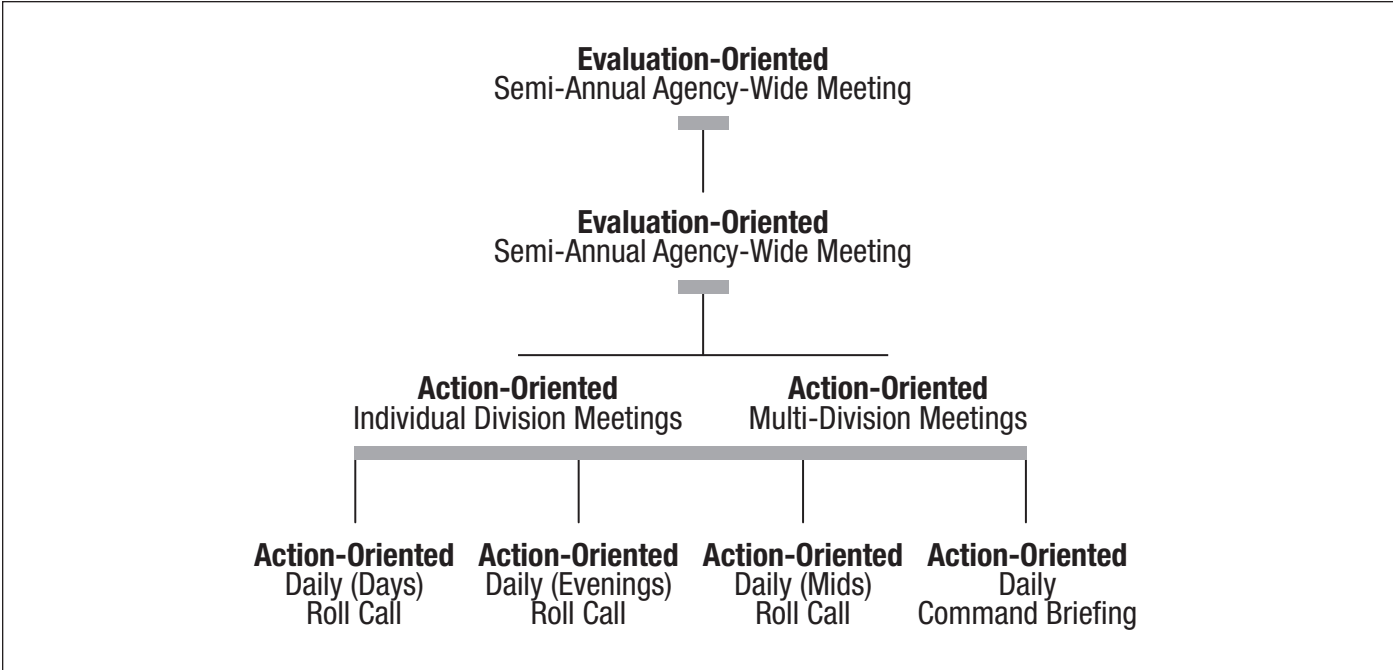 Evaluation-Oriented
Semi-Annual Agency-Wide Meeting
Evaluation-Oriented
Semi-Annual Agency-Wide Meeting
Action-Oriented
Individual Division Meetings
Action-Oriented
Multi-Division Meetings
Action-Oriented
Daily (Days)
Roll Call
Action-Oriented
Daily (Evenings)
Roll Call
Action-Oriented
Daily (Mids)
Roll Call
Action-Oriented
Daily
Command Briefing